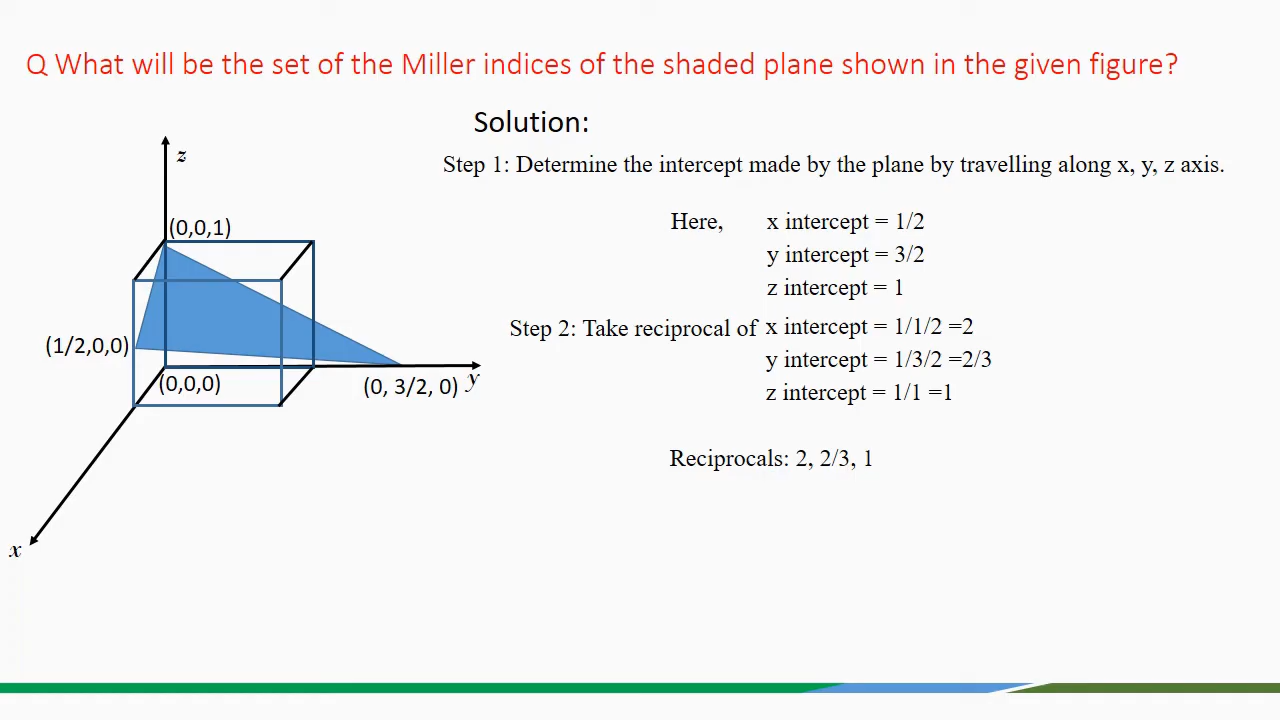 Q What will be the set of the Miller indices of the shaded plane shown in the given figure?
Solution:
Step 1: Determine the intercept made by the plane by travelling along x, y, z axis.
Here, x intercept = 1/2
y intercept = 3/2
z intercept = 1
Step 2: Take reciprocal of x intercept = 1/1/2 =2
y intercept = 1/3/2 =2/3
z intercept = 1/1 =1
Reciprocals: 2, 2/3, 1
z
(0,0,1)
(1/2,0,0)
(0,0,0)
(0, 3/2, 0) y
x